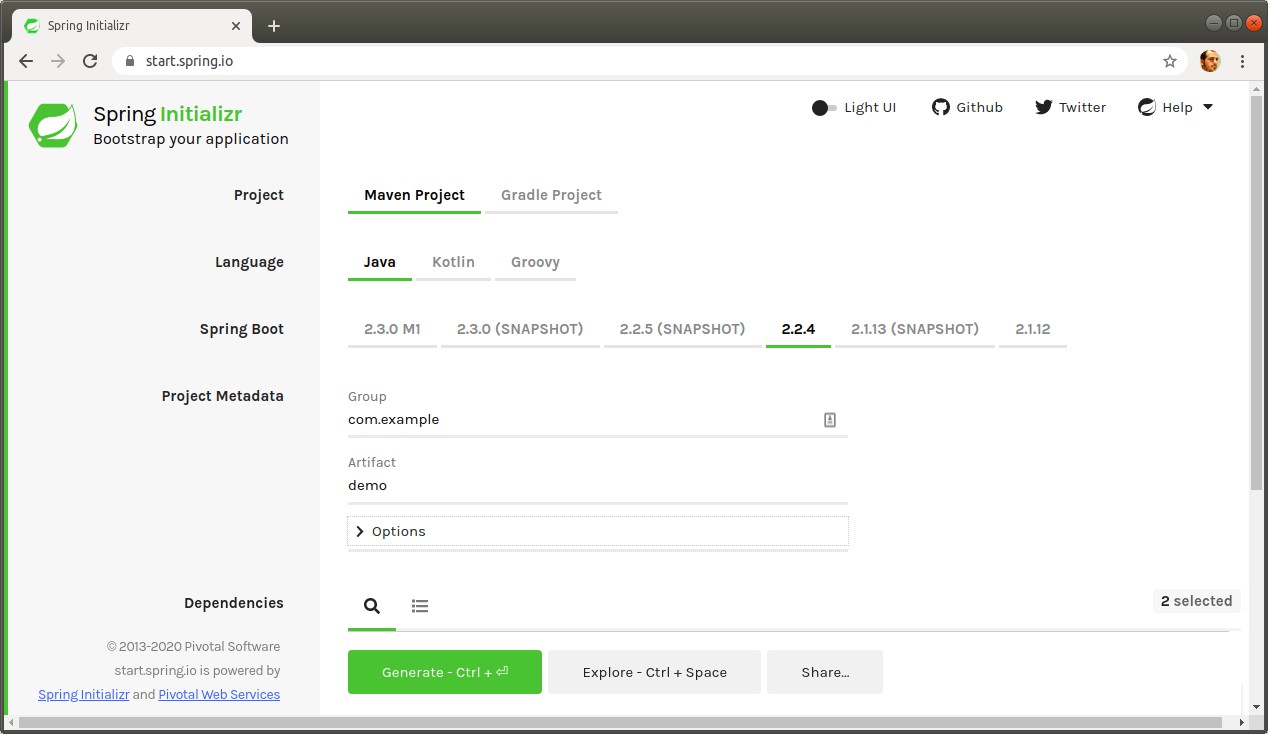 Spring Initializr
start.spring.io
Spring Initializr
Bootstrap your application
Light UI Github Twitter Help
Project
Maven Project Gradle Project
Language
Java Kotlin Groovy
Spring Boot
2.3.0 M1 2.3.0 (SNAPSHOT) 2.2.5 (SNAPSHOT) 2.2.4 2.1.13 (SNAPSHOT) 2.1.12
Project Metadata
Group
com.example
Artifact
demo
Options
Dependencies
2 selected
© 2013-2020 Pivotal Software
start.spring.io is powered by
Spring Initializr and Pivotal Web Services
Generate - Ctrl + ⏎ Explore - Ctrl + Space Share...